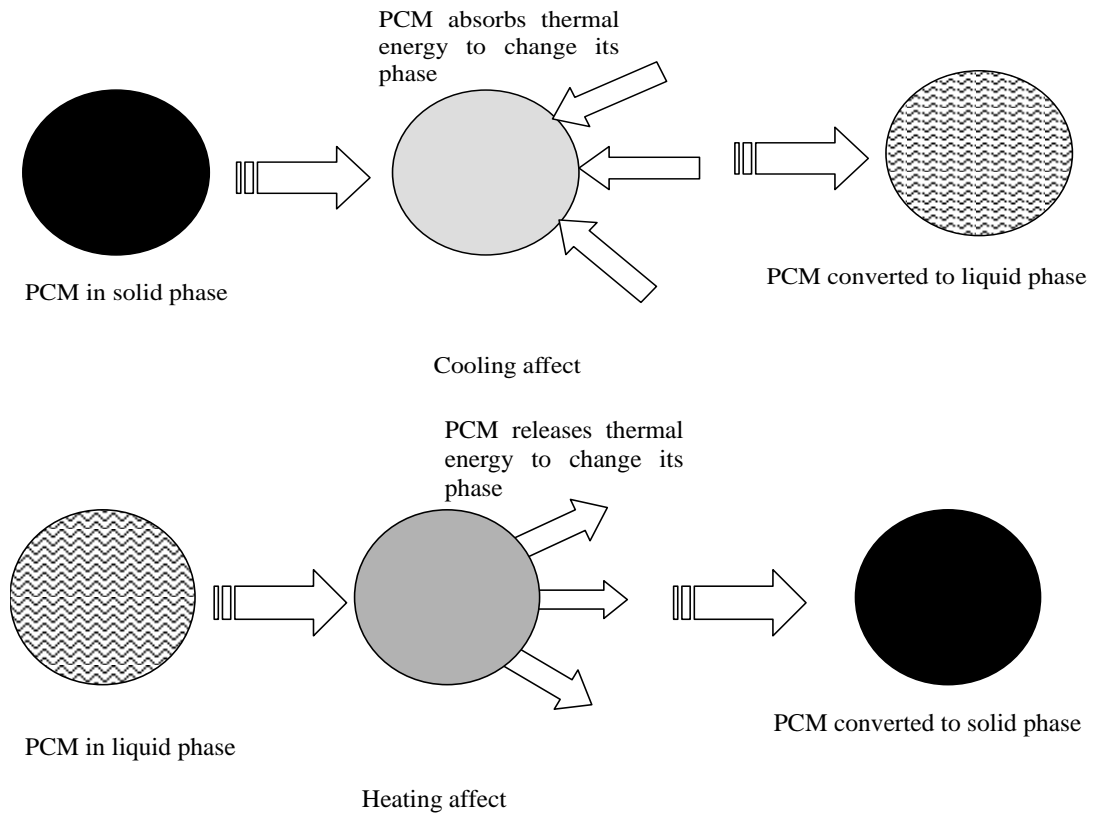 PCM absorbs thermal
energy to change its
phase
PCM in solid phase
PCM converted to liquid phase
Cooling affect
PCM releases thermal
energy to change its
phase
PCM in liquid phase
PCM converted to solid phase
Heating affect